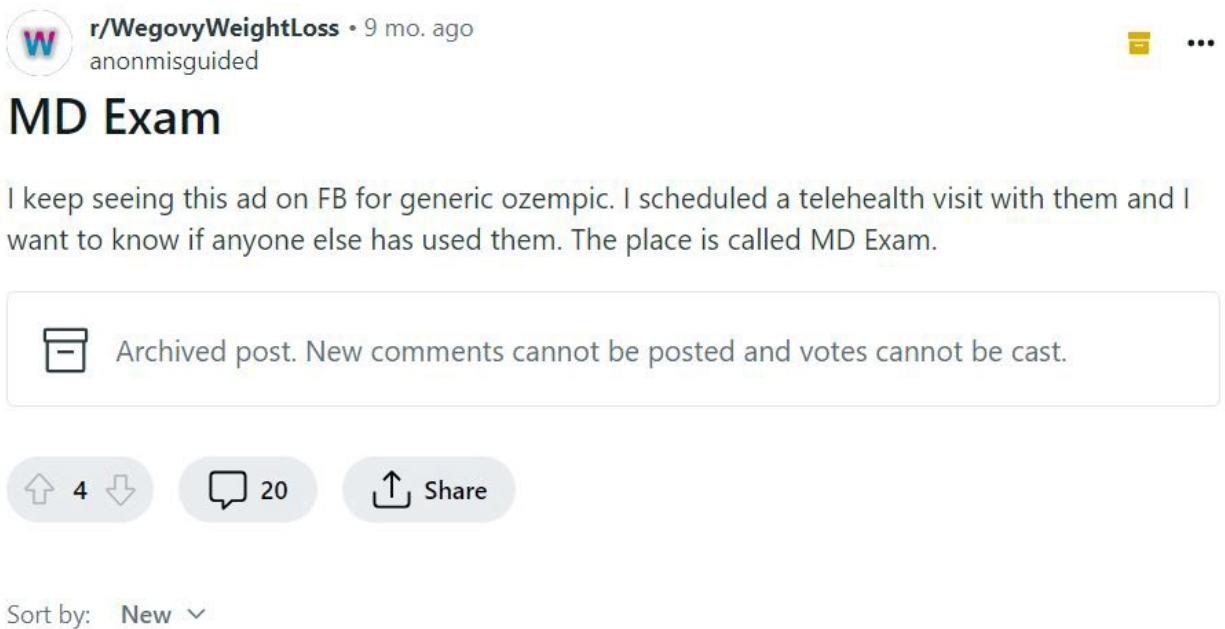 W
r/WegovyWeightLoss • 9 mo. ago
anonmisguided
MD Exam
I keep seeing this ad on FB for generic ozempic. I scheduled a telehealth visit with them and I
want to know if anyone else has used them. The place is called MD Exam.
Archived post. New comments cannot be posted and votes cannot be cast.
4 20 Share
Sort by: New